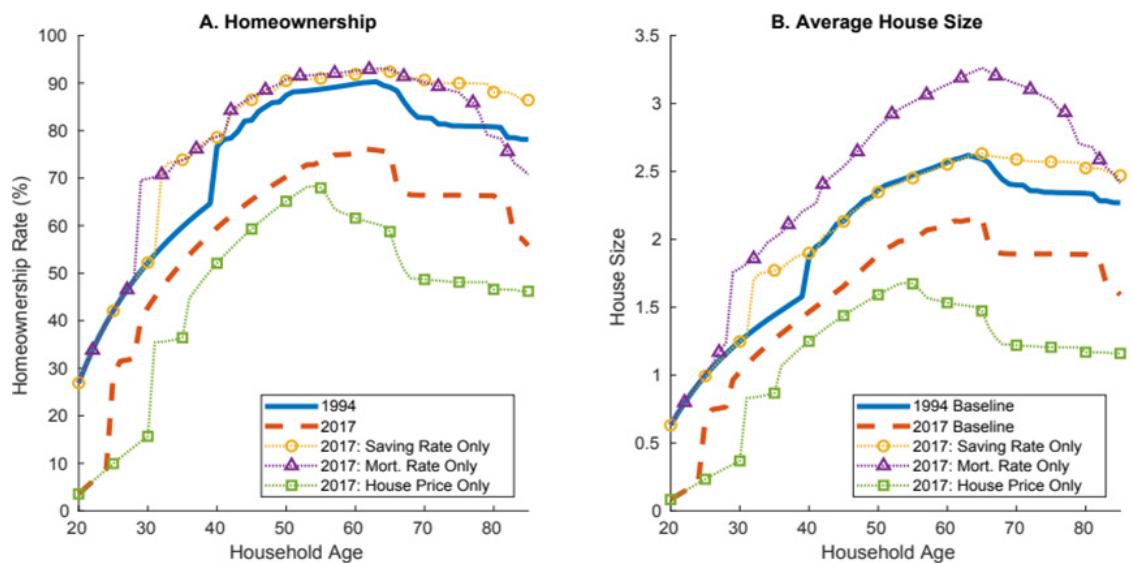 A. Homeownership
100
90
80
70
60
50
40
30
20
10
0
Homeownership Rate (%)
1994
2017
2017: Saving Rate Only
2017: Mort. Rate Only
2017: House Price Only
20 30 40 50 60 70 80
Household Age
B. Average House Size
3.5
3
2.5
2
1.5
1
0.5
0
House Size
1994 Baseline
2017 Baseline
2017: Saving Rate Only
2017: Mort. Rate Only
2017: House Price Only
20 30 40 50 60 70 80
Household Age